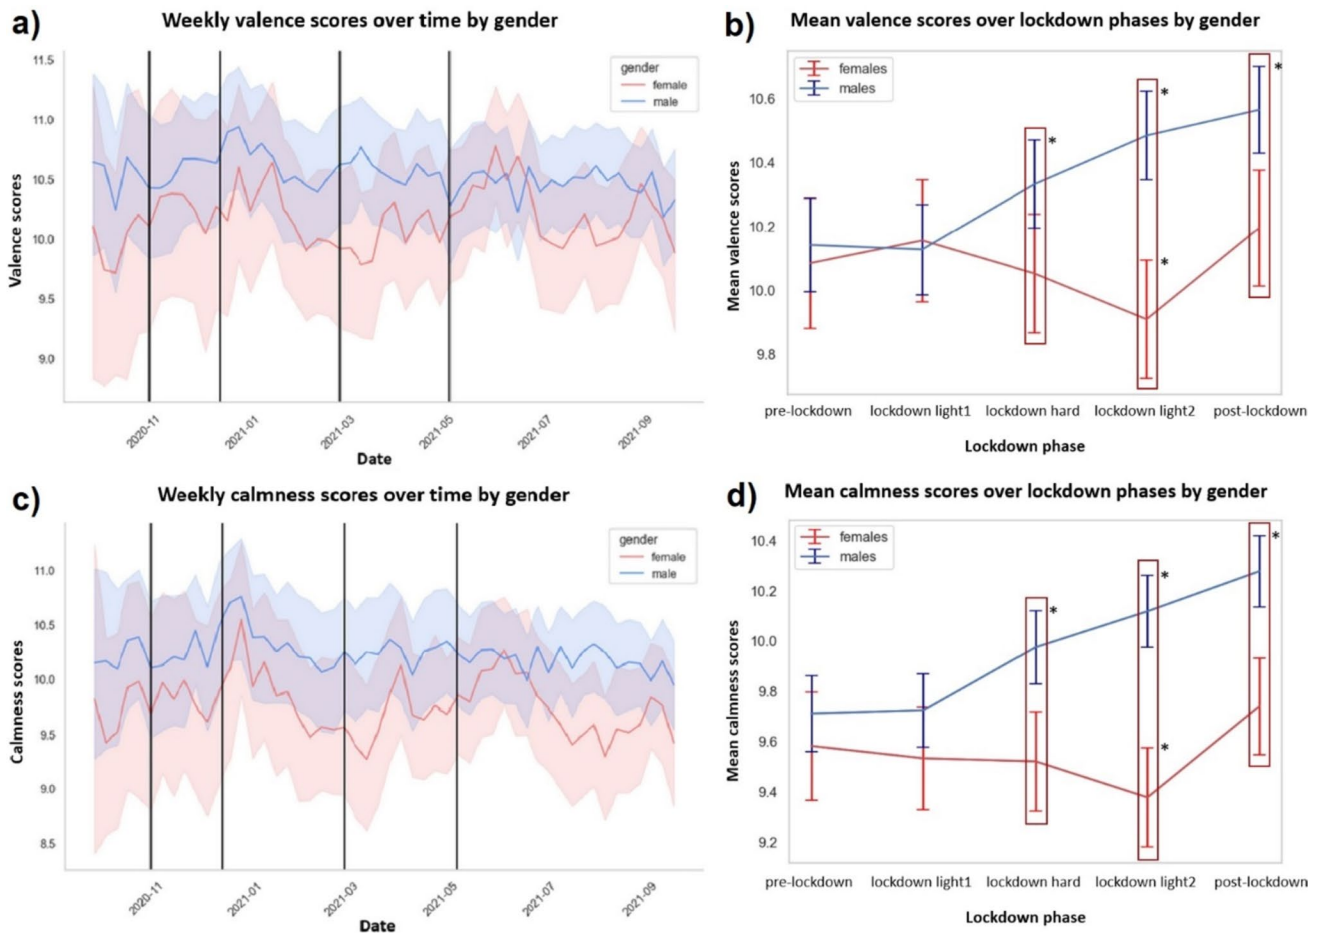 a)
Weekly valence scores over time by gender
gender
female
male
Valence scores
11.5
11.0
10.5
10.0
9.5
9.0
2020-11
2021-01
2021-03
2021-05
2021-07
2021-09
Date
b)
Mean valence scores over lockdown phases by gender
females
males
Mean valence scores
10.6
10.4
10.2
10.0
9.8
*
*
*
*
pre-lockdown
lockdown light1
lockdown hard
lockdown light2
post-lockdown
Lockdown phase
c)
Weekly calmness scores over time by gender
gender
female
male
Calmness scores
11.0
10.5
10.0
9.5
9.0
8.5
2020-11
2021-01
2021-03
2021-05
2021-07
2021-09
Date
d)
Mean calmness scores over lockdown phases by gender
females
males
Mean calmness scores
10.4
10.2
10.0
9.8
9.6
9.4
9.2
*
*
*
*
pre-lockdown
lockdown light1
lockdown hard
lockdown light2
post-lockdown
Lockdown phase